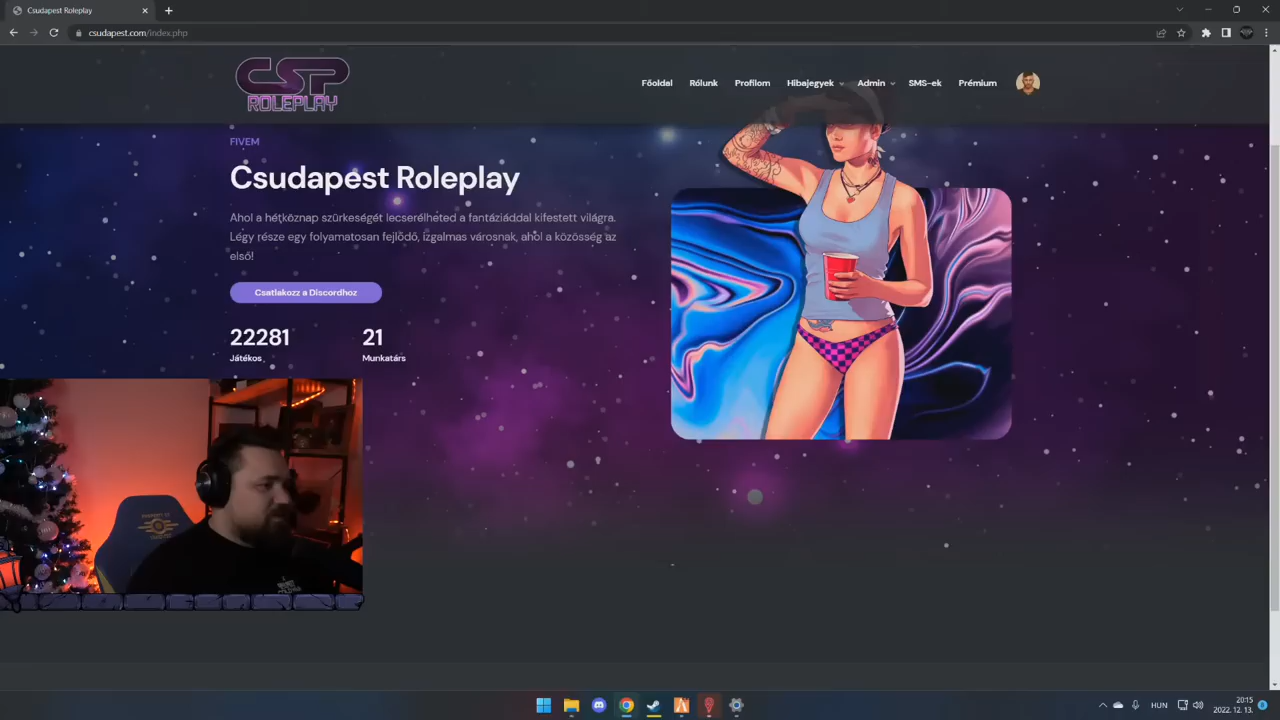 Csudapest Roleplay
csudapest.com/index.php
CSP
ROLEPLAY
Főoldal
Rólunk
Profilom
Hibajegyek
Admin
SMS-ek
Prémium
FIVEM
Csudapest Roleplay
Ahol a hétköznap szürkeségét lecserélheted a fantáziáddal kifestett világra.
Légy része egy folyamatosan fejlődő, izgalmas városnak, ahol a közösség az
első!
Csatlakozz a Discordhoz
22281
21
Játékos
Munkatárs
HUN
20:15
2022. 12. 13.